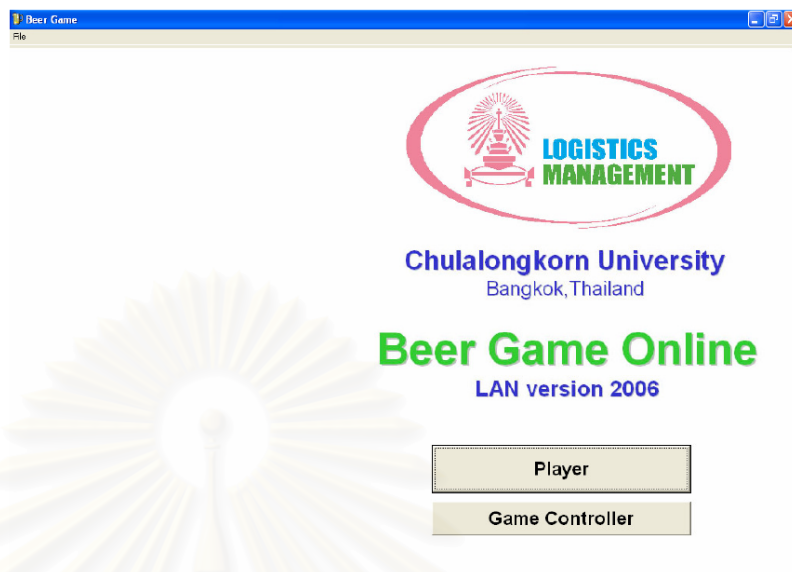 Beer Game
File
LOGISTICS
MANAGEMENT
Chulalongkorn University
Bangkok,Thailand
Beer Game Online
LAN version 2006
Player
Game Controller